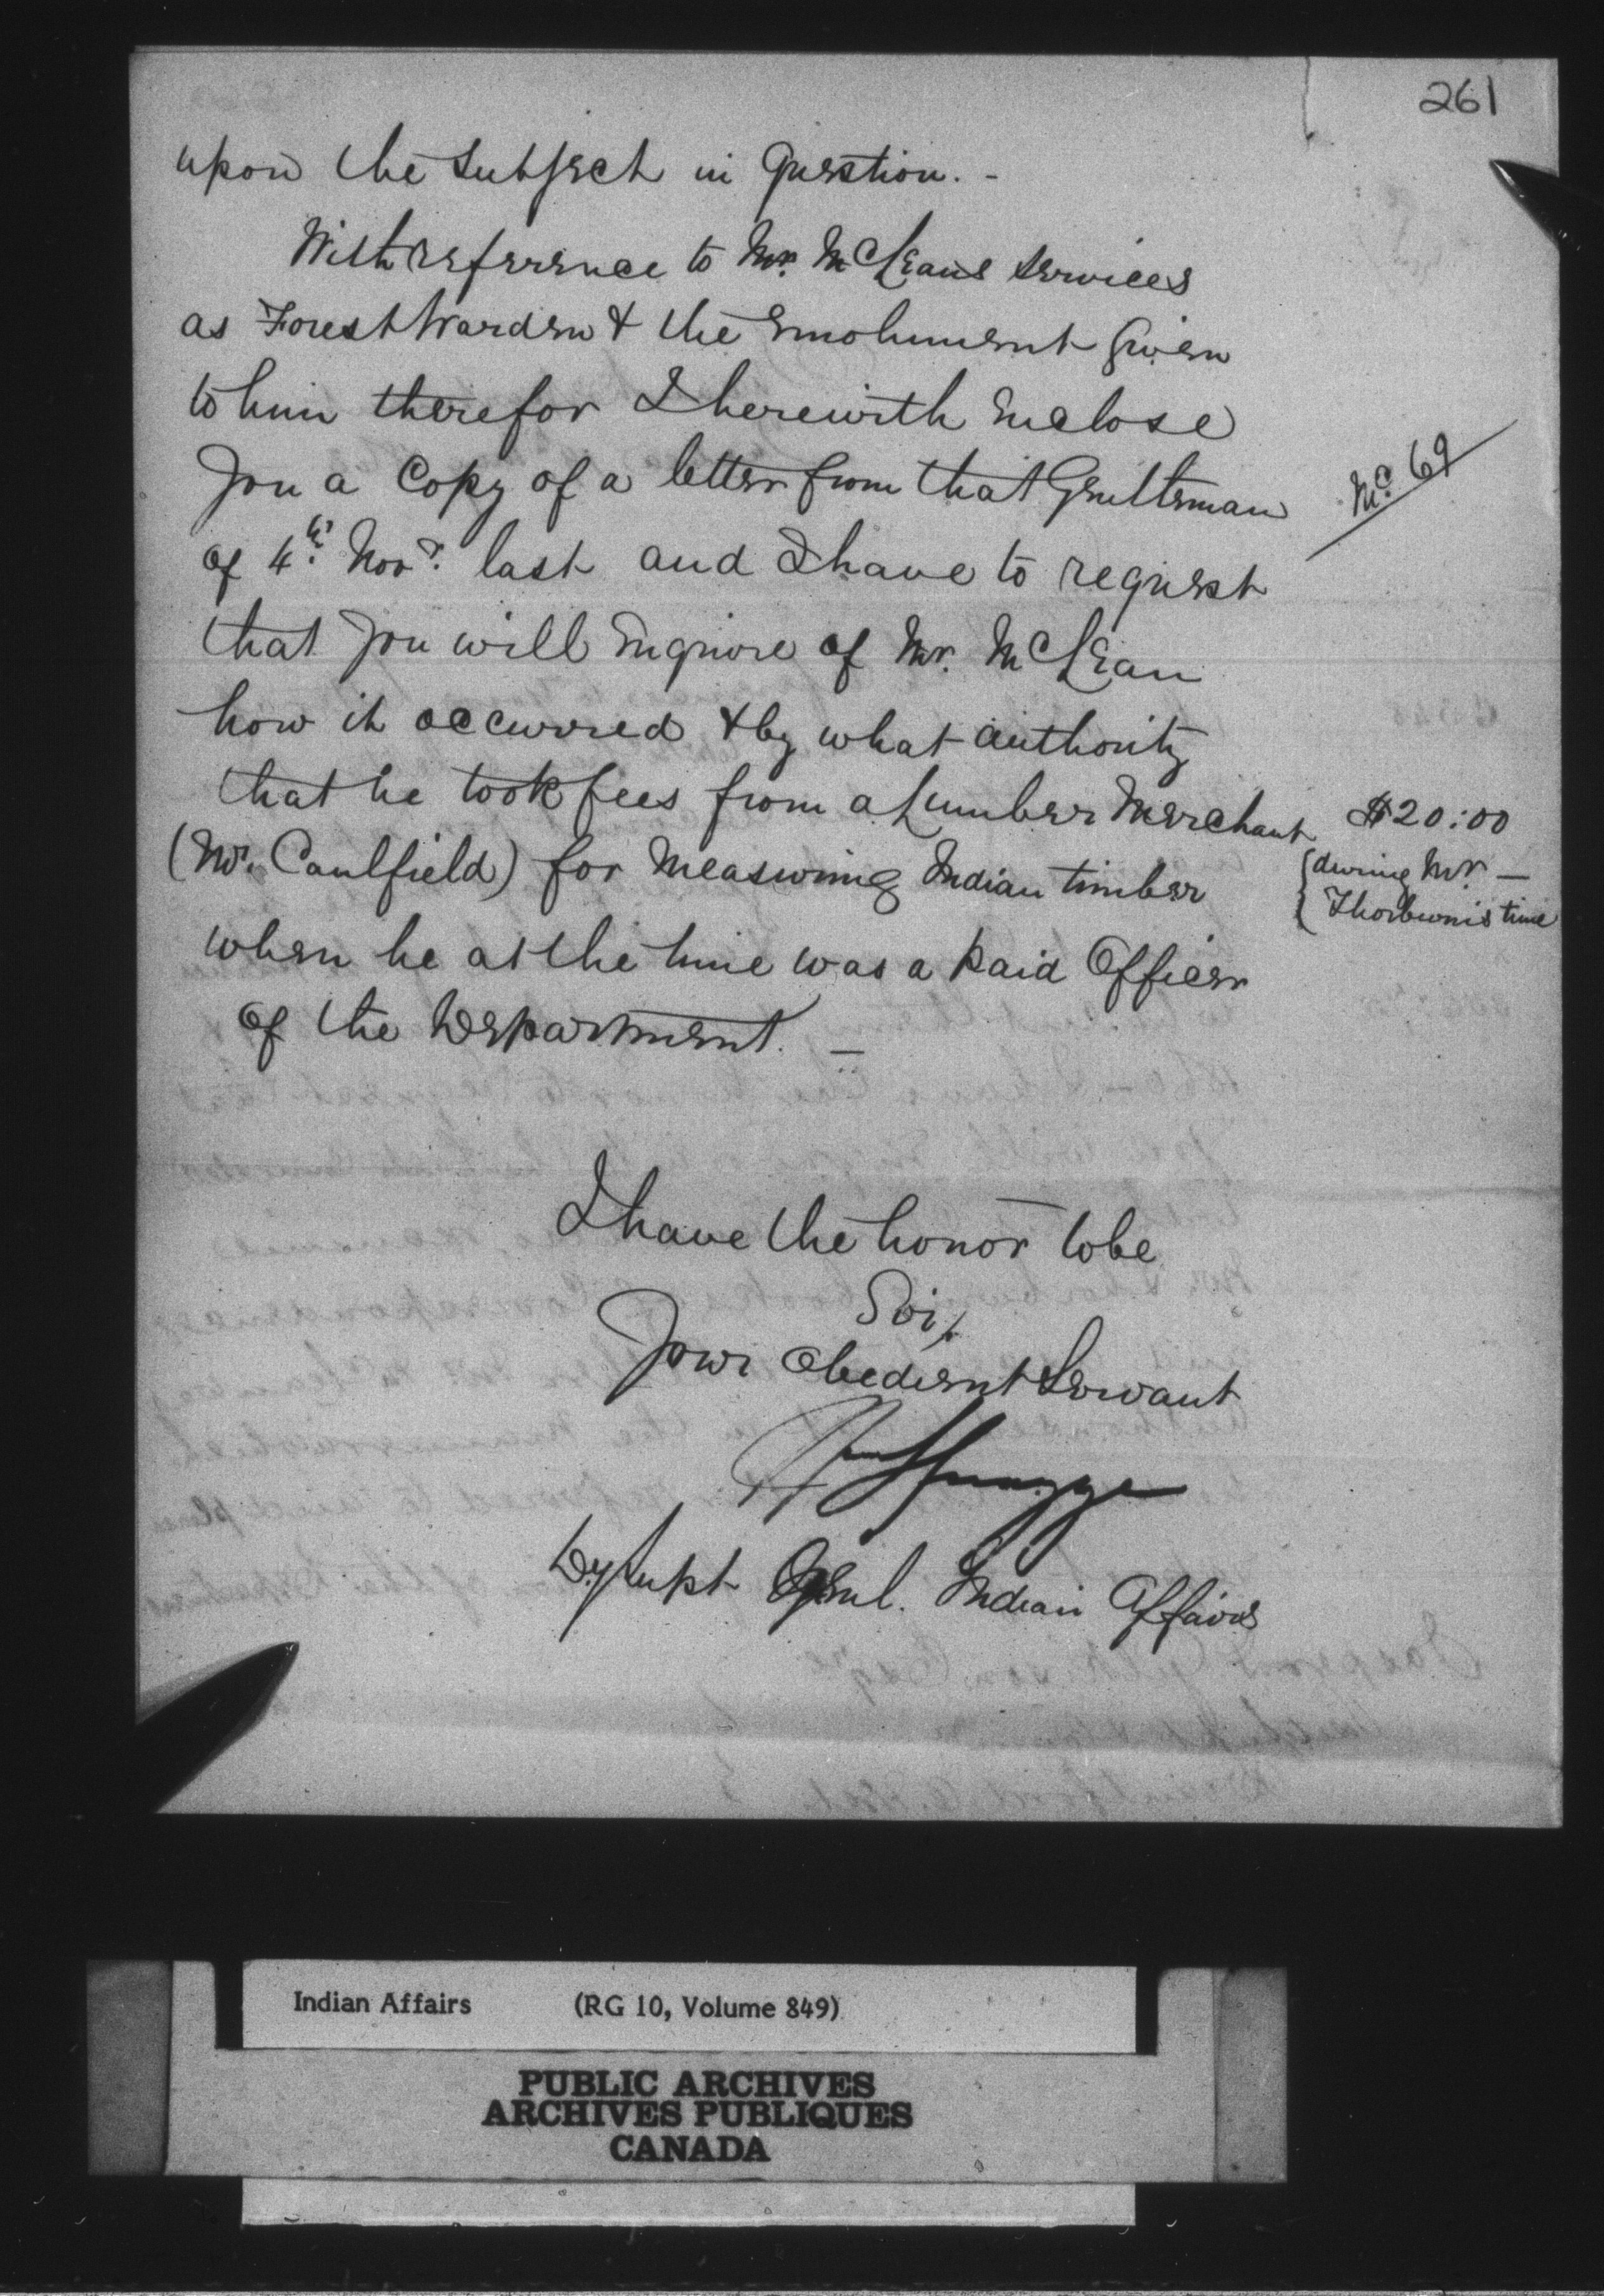 261
upon the Subject in Question. -
With reference to Mr. McLeans Services
as Forest Warden & the Emolument Given
to him therefor I herewith Enclose
You a Copy of a letter from that Gentleman
of 4th Novr. last and I have to request
that You will Enquire of Mr. McLean
how it occurred & by what authority
that he took fees from a Lumber Merchant
(Mr. Caulfield) for Measuring Indian timber
when he at the time was a paid Officer
of the Department. —
69
$20:00
during Mr. —
Thorburn's time
I have the honor to be
Sir,
Your Obedient Servant
Dy Supt Genl. Indian Affairs
Indian Affairs (RG 10, Volume 849)
PUBLIC ARCHIVES
ARCHIVES PUBLIQUES
CANADA